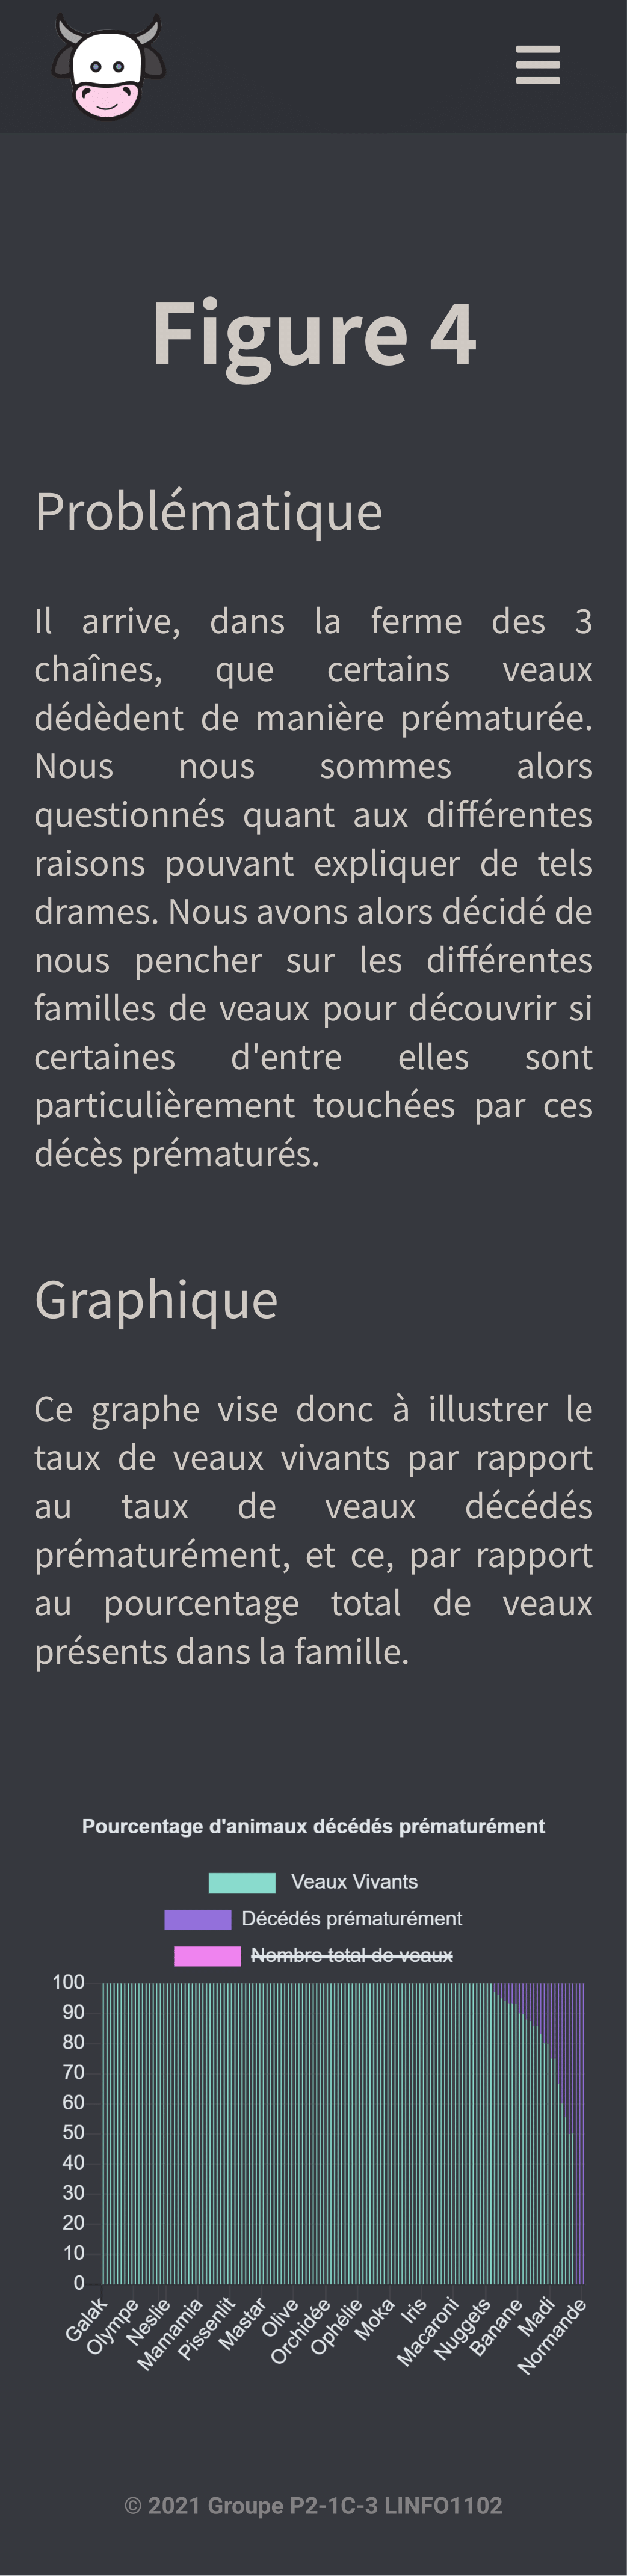 Figure 4
Problématique
Il arrive, dans la ferme des 3
chaînes, que certains veaux
dédèdent de manière prématurée.
Nous nous sommes alors
questionnés quant aux différentes
raisons pouvant expliquer de tels
drames. Nous avons alors décidé de
nous pencher sur les différentes
familles de veaux pour découvrir si
certaines d'entre elles sont
particulièrement touchées par ces
décès prématurés.
Graphique
Ce graphe vise donc à illustrer le
taux de veaux vivants par rapport
au taux de veaux décédés
prématurément, et ce, par rapport
au pourcentage total de veaux
présents dans la famille.
Pourcentage d'animaux décédés prématurément
Veaux Vivants
Décédés prématurément
Nombre total de veaux
100
90
80
70
60
50
40
30
20
10
0
Galak
Olympe
Neslie
Mamamia
Pissenlit
Mastar
Olive
Orchidée
Ophélie
Moka
Iris
Macaroni
Nuggets
Banane
Madi
Normande
© 2021 Groupe P2-1C-3 LINFO1102